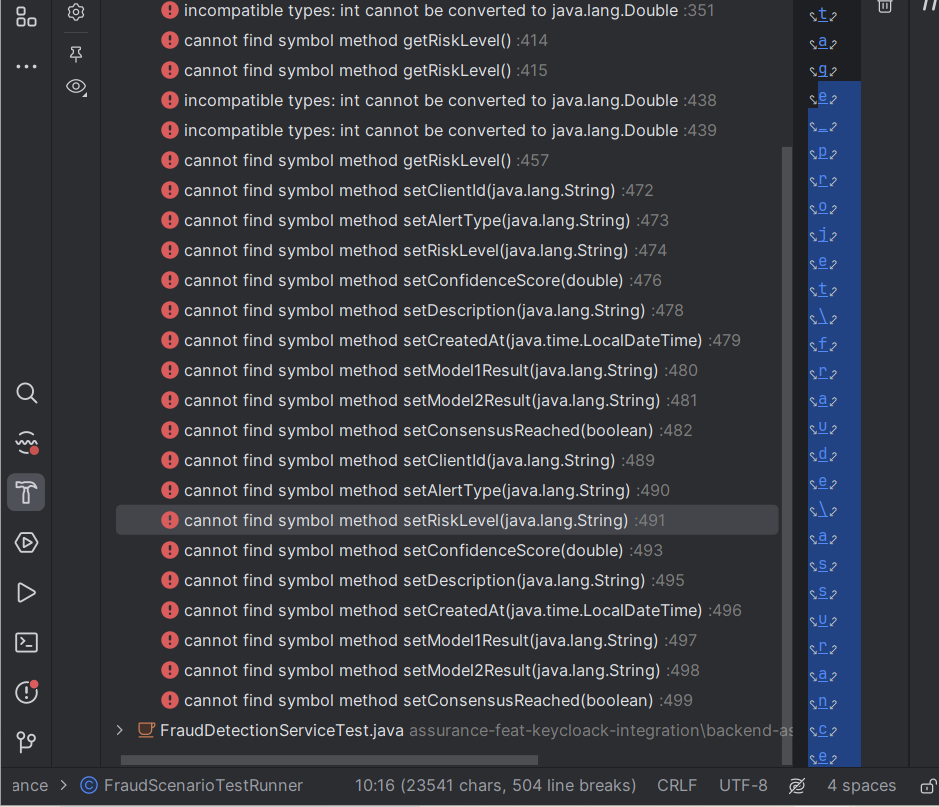 incompatible types: int cannot be converted to java.lang.Double :351
cannot find symbol method getRiskLevel() :414
cannot find symbol method getRiskLevel() :415
incompatible types: int cannot be converted to java.lang.Double :438
incompatible types: int cannot be converted to java.lang.Double :439
cannot find symbol method getRiskLevel() :457
cannot find symbol method setClientId(java.lang.String) :472
cannot find symbol method setAlertType(java.lang.String) :473
cannot find symbol method setRiskLevel(java.lang.String) :474
cannot find symbol method setConfidenceScore(double) :476
cannot find symbol method setDescription(java.lang.String) :478
cannot find symbol method setCreatedAt(java.time.LocalDateTime) :479
cannot find symbol method setModel1Result(java.lang.String) :480
cannot find symbol method setModel2Result(java.lang.String) :481
cannot find symbol method setConsensusReached(boolean) :482
cannot find symbol method setClientId(java.lang.String) :489
cannot find symbol method setAlertType(java.lang.String) :490
cannot find symbol method setRiskLevel(java.lang.String) :491
cannot find symbol method setConfidenceScore(double) :493
cannot find symbol method setDescription(java.lang.String) :495
cannot find symbol method setCreatedAt(java.time.LocalDateTime) :496
cannot find symbol method setModel1Result(java.lang.String) :497
cannot find symbol method setModel2Result(java.lang.String) :498
cannot find symbol method setConsensusReached(boolean) :499
FraudDetectionServiceTest.java assurance-feat-keycloack-integration\backend-as
t
a
g
e
_
p
r
o
j
e
t
\
f
r
a
u
d
e
\
a
s
s
u
r
a
n
c
e
//
ance > FraudScenarioTestRunner 10:16 (23541 chars, 504 line breaks) CRLF UTF-8 4 spaces